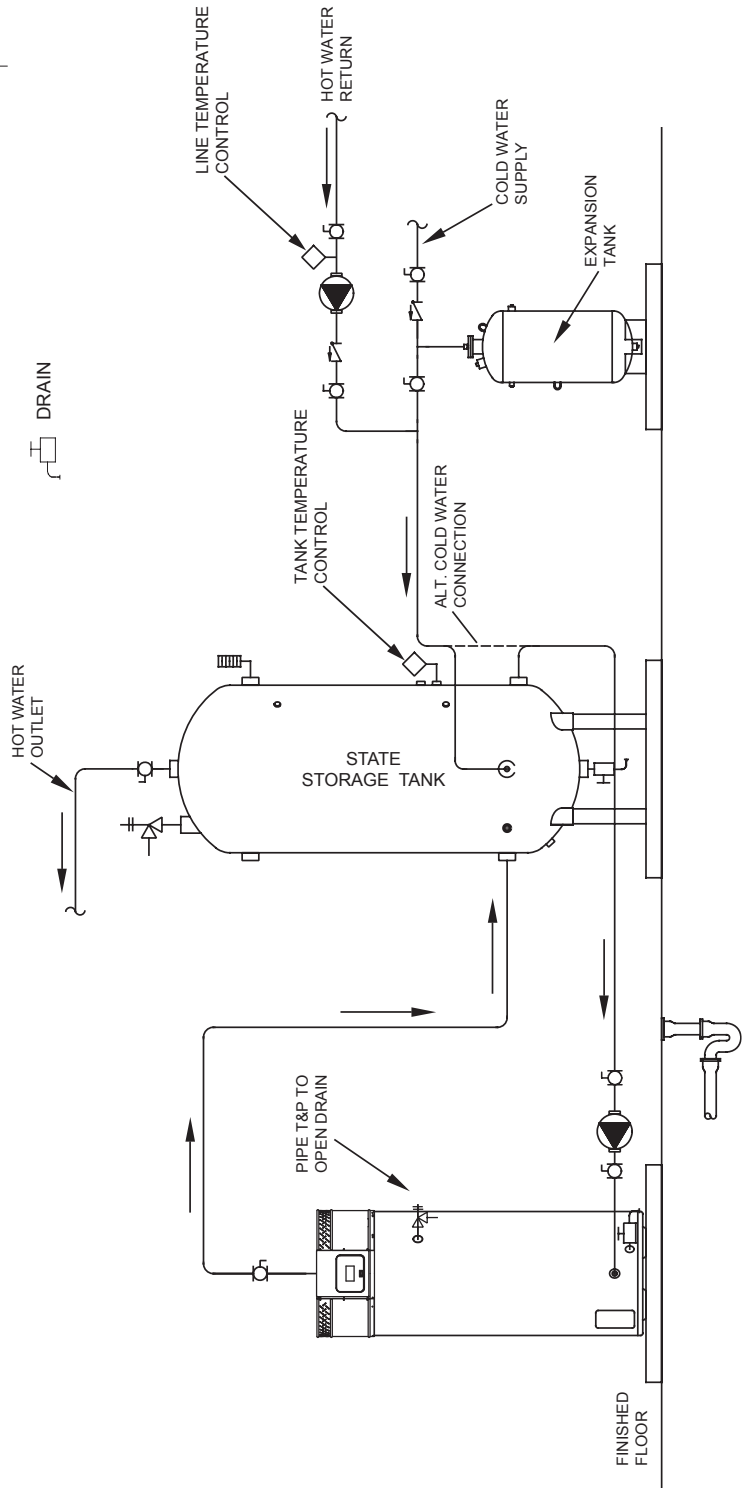 DRAIN
HOT WATER
OUTLET
LINE TEMPERATURE
CONTROL
HOT WATER
RETURN
TANK TEMPERATURE
CONTROL
COLD WATER
SUPPLY
ALT. COLD WATER
CONNECTION
EXPANSION
TANK
STATE
STORAGE TANK
PIPE T&P TO
OPEN DRAIN
FINISHED
FLOOR